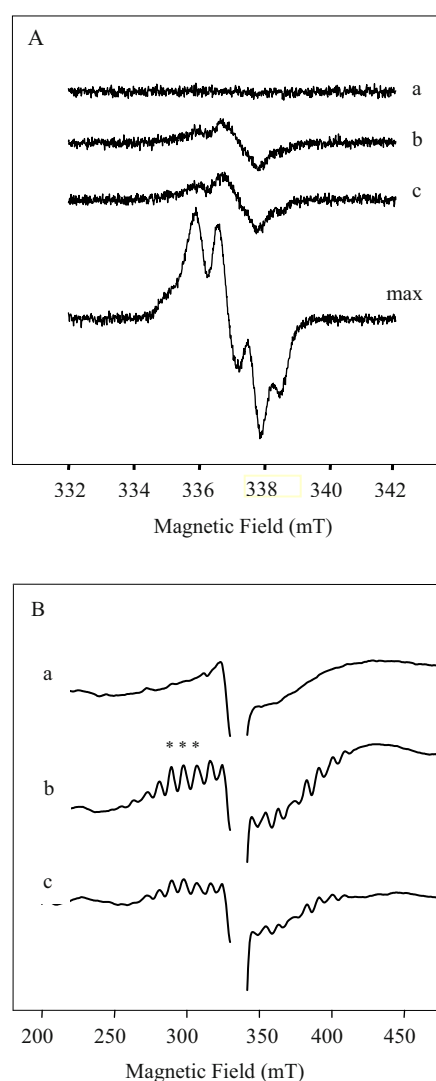 A
a
b
c
max
332 334 336 338 340 342
Magnetic Field (mT)
B
a
* * *
b
c
200 250 300 350 400 450
Magnetic Field (mT)